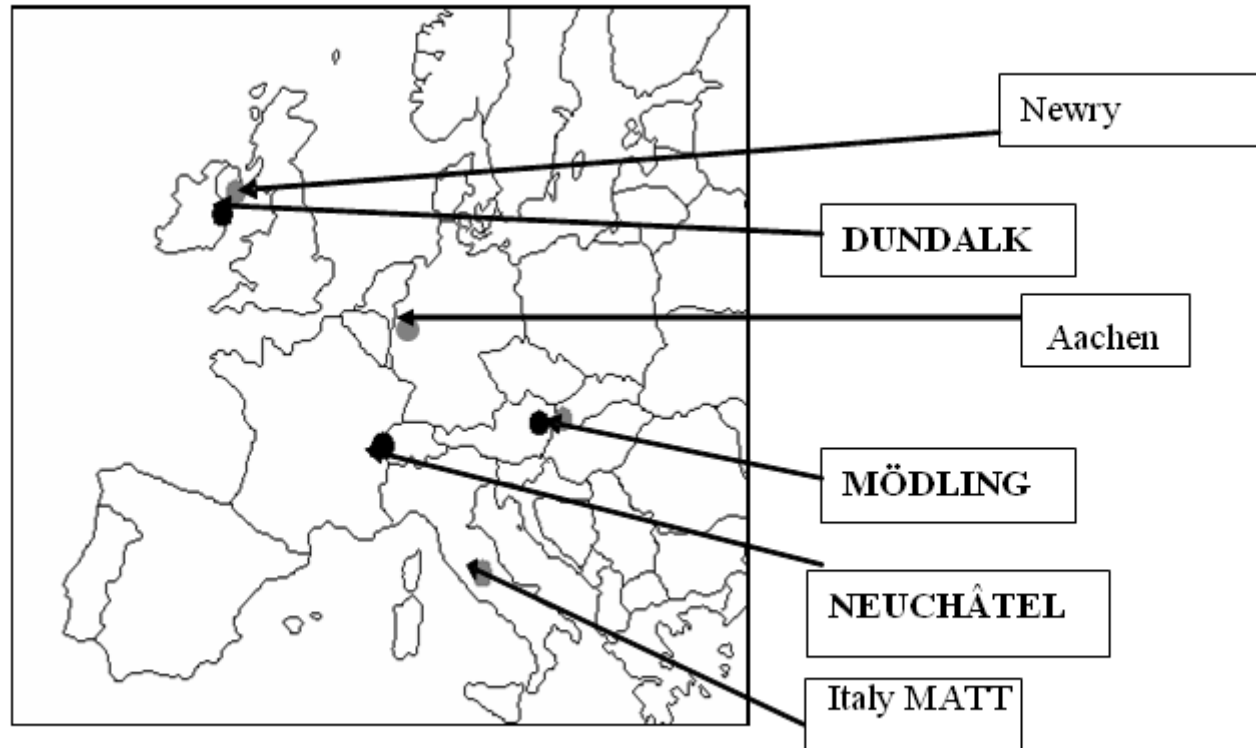 Newry
DUNDALK
Aachen
MÖDLING
NEUCHÂTEL
Italy MATT